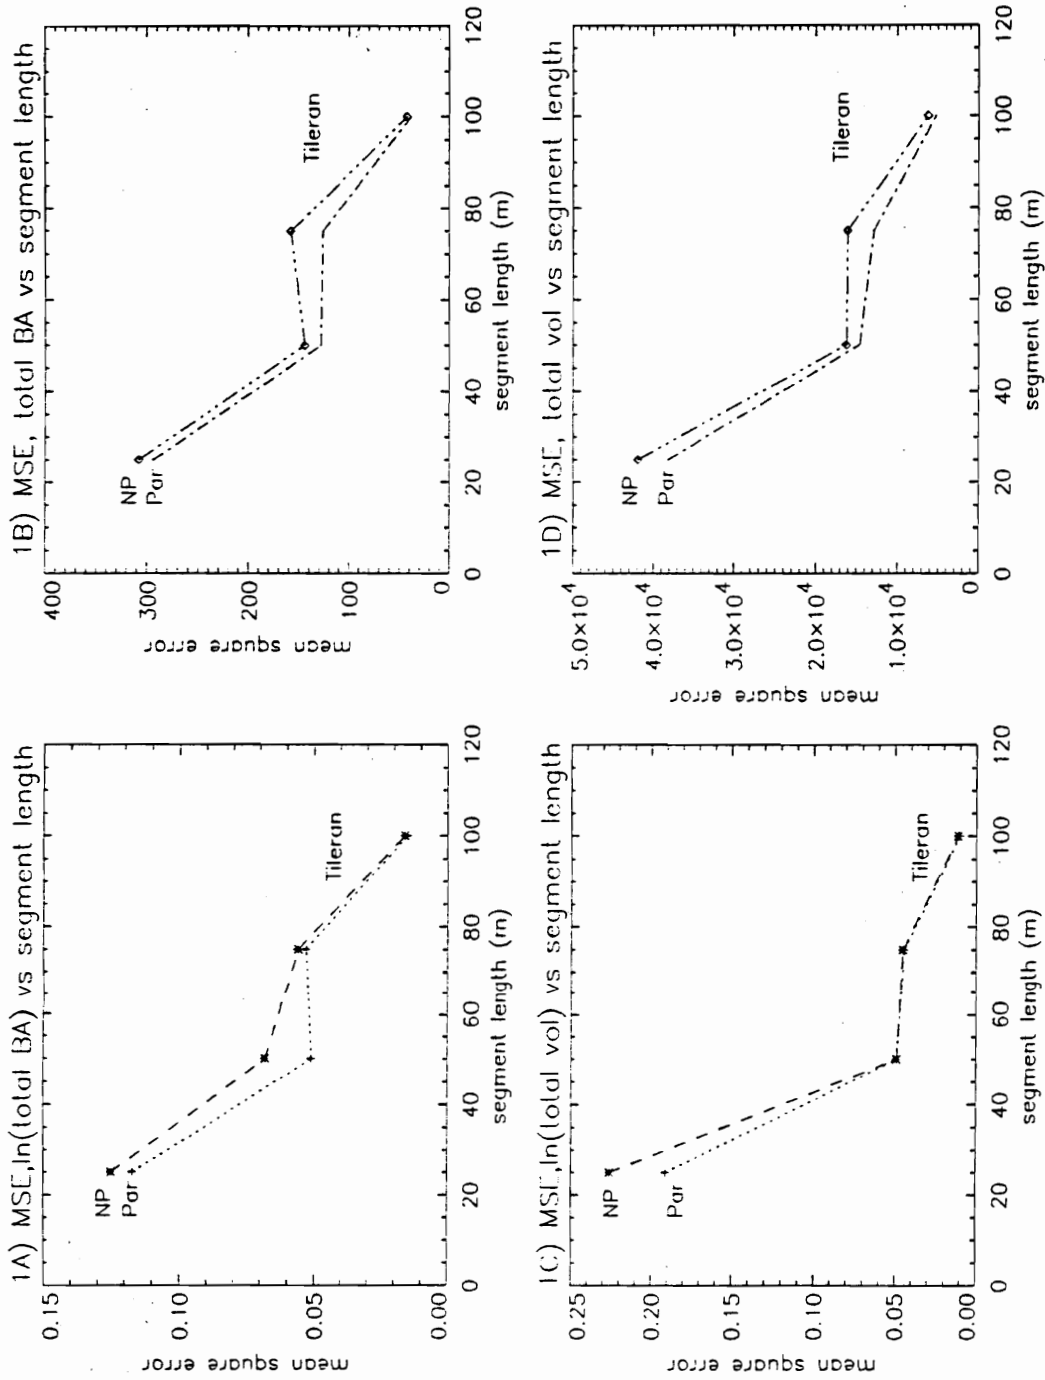 1A) MSE,ln(total BA) vs segment length
mean square error
0.15
0.10
0.05
0.00
NP
Par
Tileran
0 20 40 60 80 100 120
segment length (m)
1B) MSE, total BA vs segment length
mean square error
400
300
200
100
0
NP
Par
Tileran
0 20 40 60 80 100 120
segment length (m)
1C) MSE,ln(total vol) vs segment length
mean square error
0.25
0.20
0.15
0.10
0.05
0.00
NP
Par
Tileran
0 20 40 60 80 100 120
segment length (m)
1D) MSE, total vol vs segment length
mean square error
5.0×10⁴
4.0×10⁴
3.0×10⁴
2.0×10⁴
1.0×10⁴
0
NP
Par
Tileran
0 20 40 60 80 100 120
segment length (m)